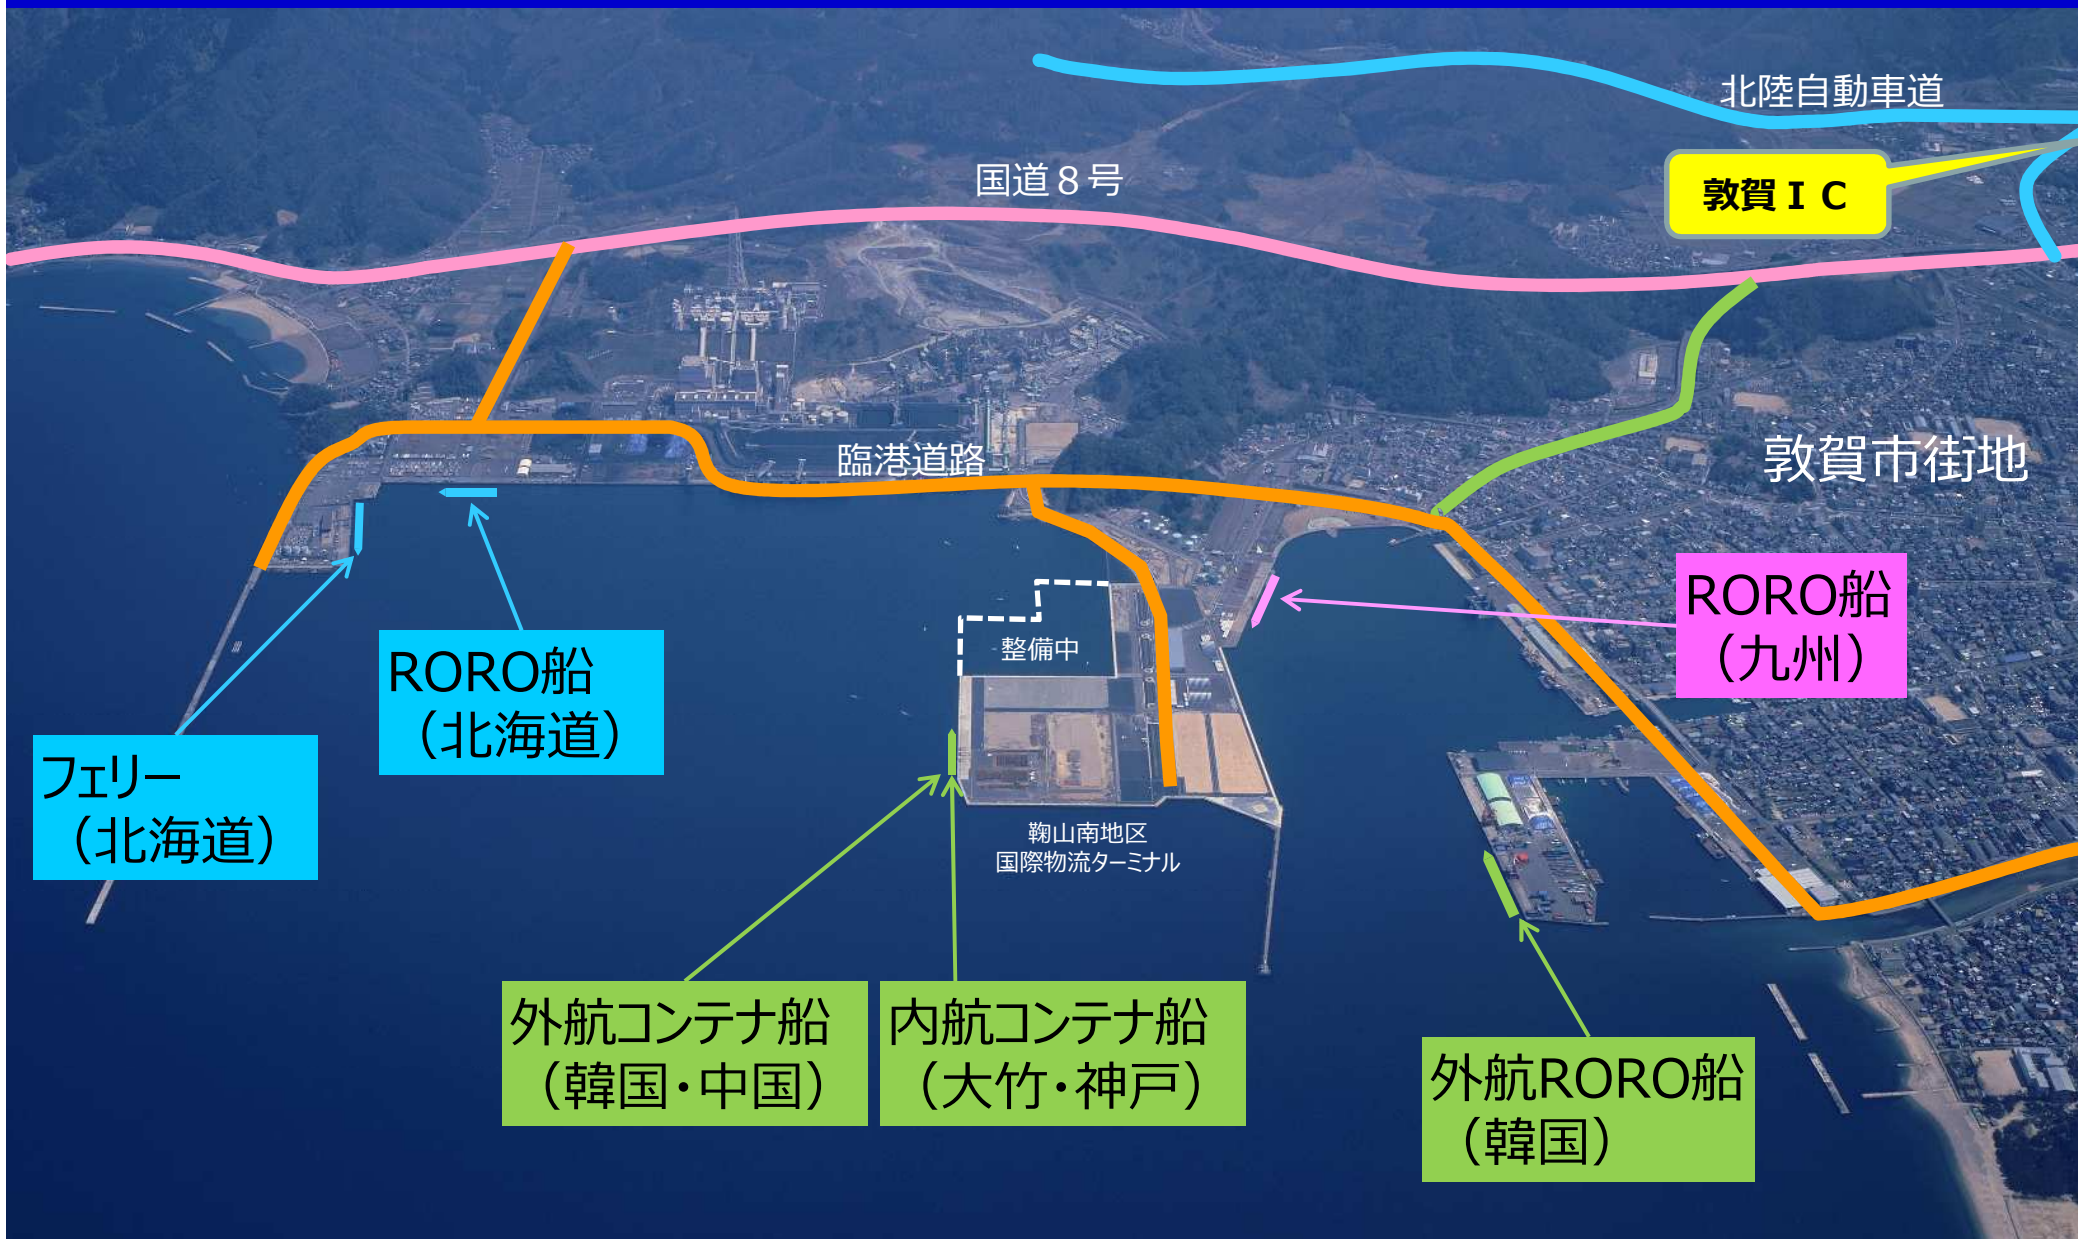 北陸自動車道
国道８号
敦賀ＩＣ
臨港道路
敦賀市街地
RORO船
（九州）
整備中
RORO船
（北海道）
フェリー
（北海道）
鞠山南地区
国際物流ターミナル
外航コンテナ船
（韓国・中国）
内航コンテナ船
（大竹・神戸）
外航RORO船
（韓国）